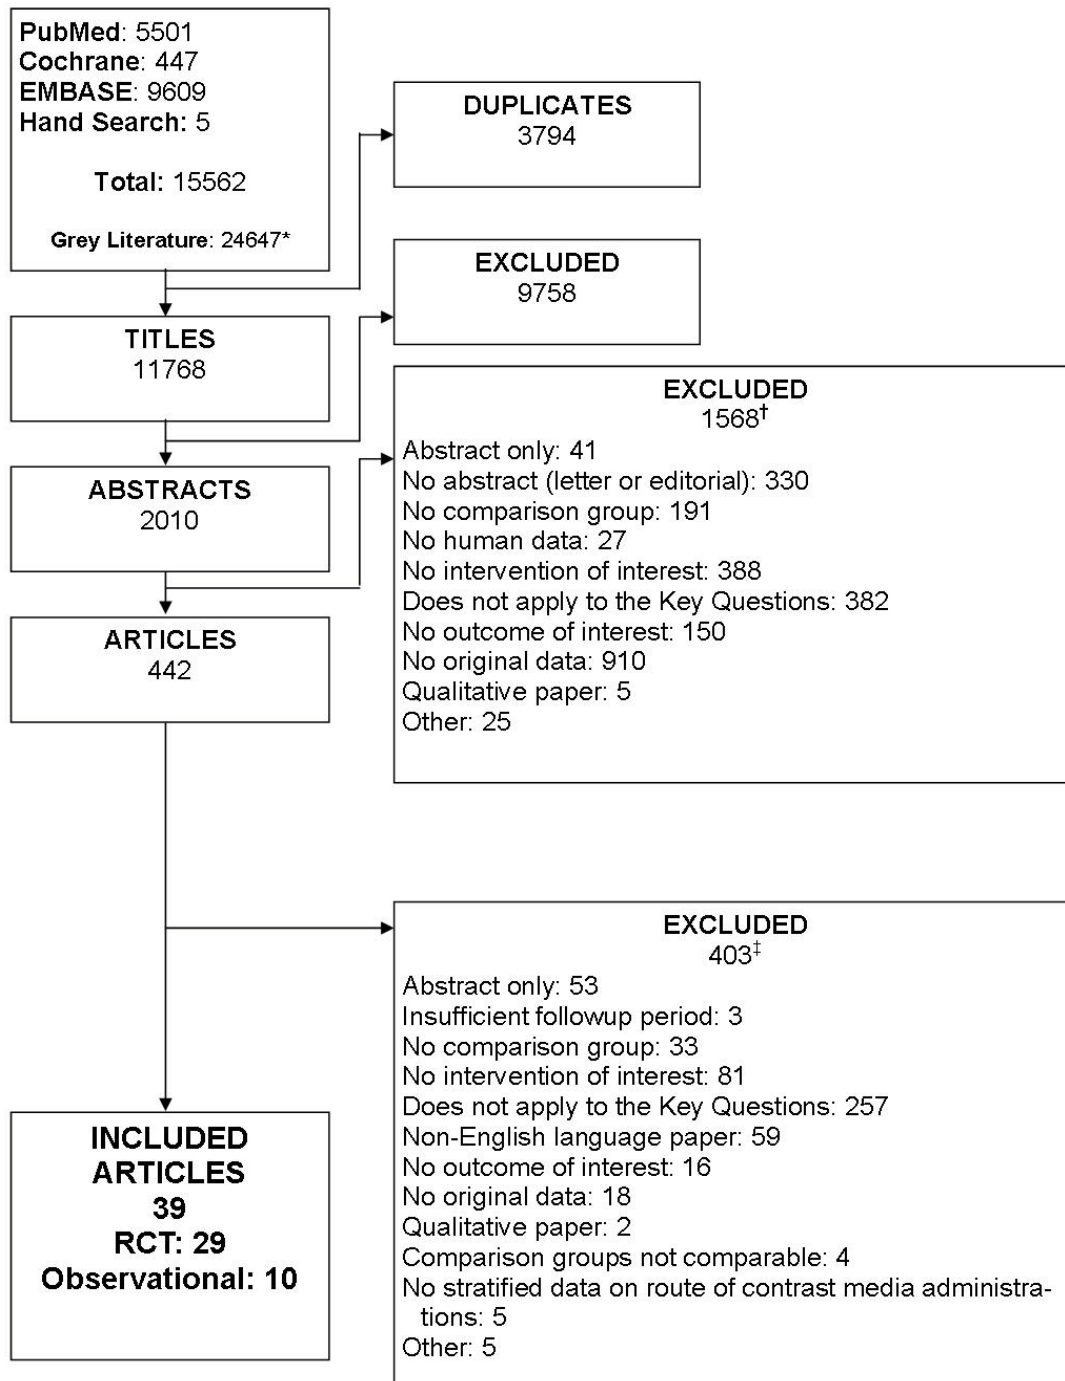 PubMed: 5501
Cochrane: 447
EMBASE: 9609
Hand Search: 5
Total: 15562
Grey Literature: 24647*
DUPLICATES
3794
EXCLUDED
9758
TITLES
11768
EXCLUDED
1568†
Abstract only: 41
No abstract (letter or editorial): 330
No comparison group: 191
No human data: 27
No intervention of interest: 388
Does not apply to the Key Questions: 382
No outcome of interest: 150
No original data: 910
Qualitative paper: 5
Other: 25
ABSTRACTS
2010
ARTICLES
442
EXCLUDED
403‡
Abstract only: 53
Insufficient followup period: 3
No comparison group: 33
No intervention of interest: 81
Does not apply to the Key Questions: 257
Non-English language paper: 59
No outcome of interest: 16
No original data: 18
Qualitative paper: 2
Comparison groups not comparable: 4
No stratified data on route of contrast media administra-
tions: 5
Other: 5
INCLUDED
ARTICLES
39
RCT: 29
Observational: 10